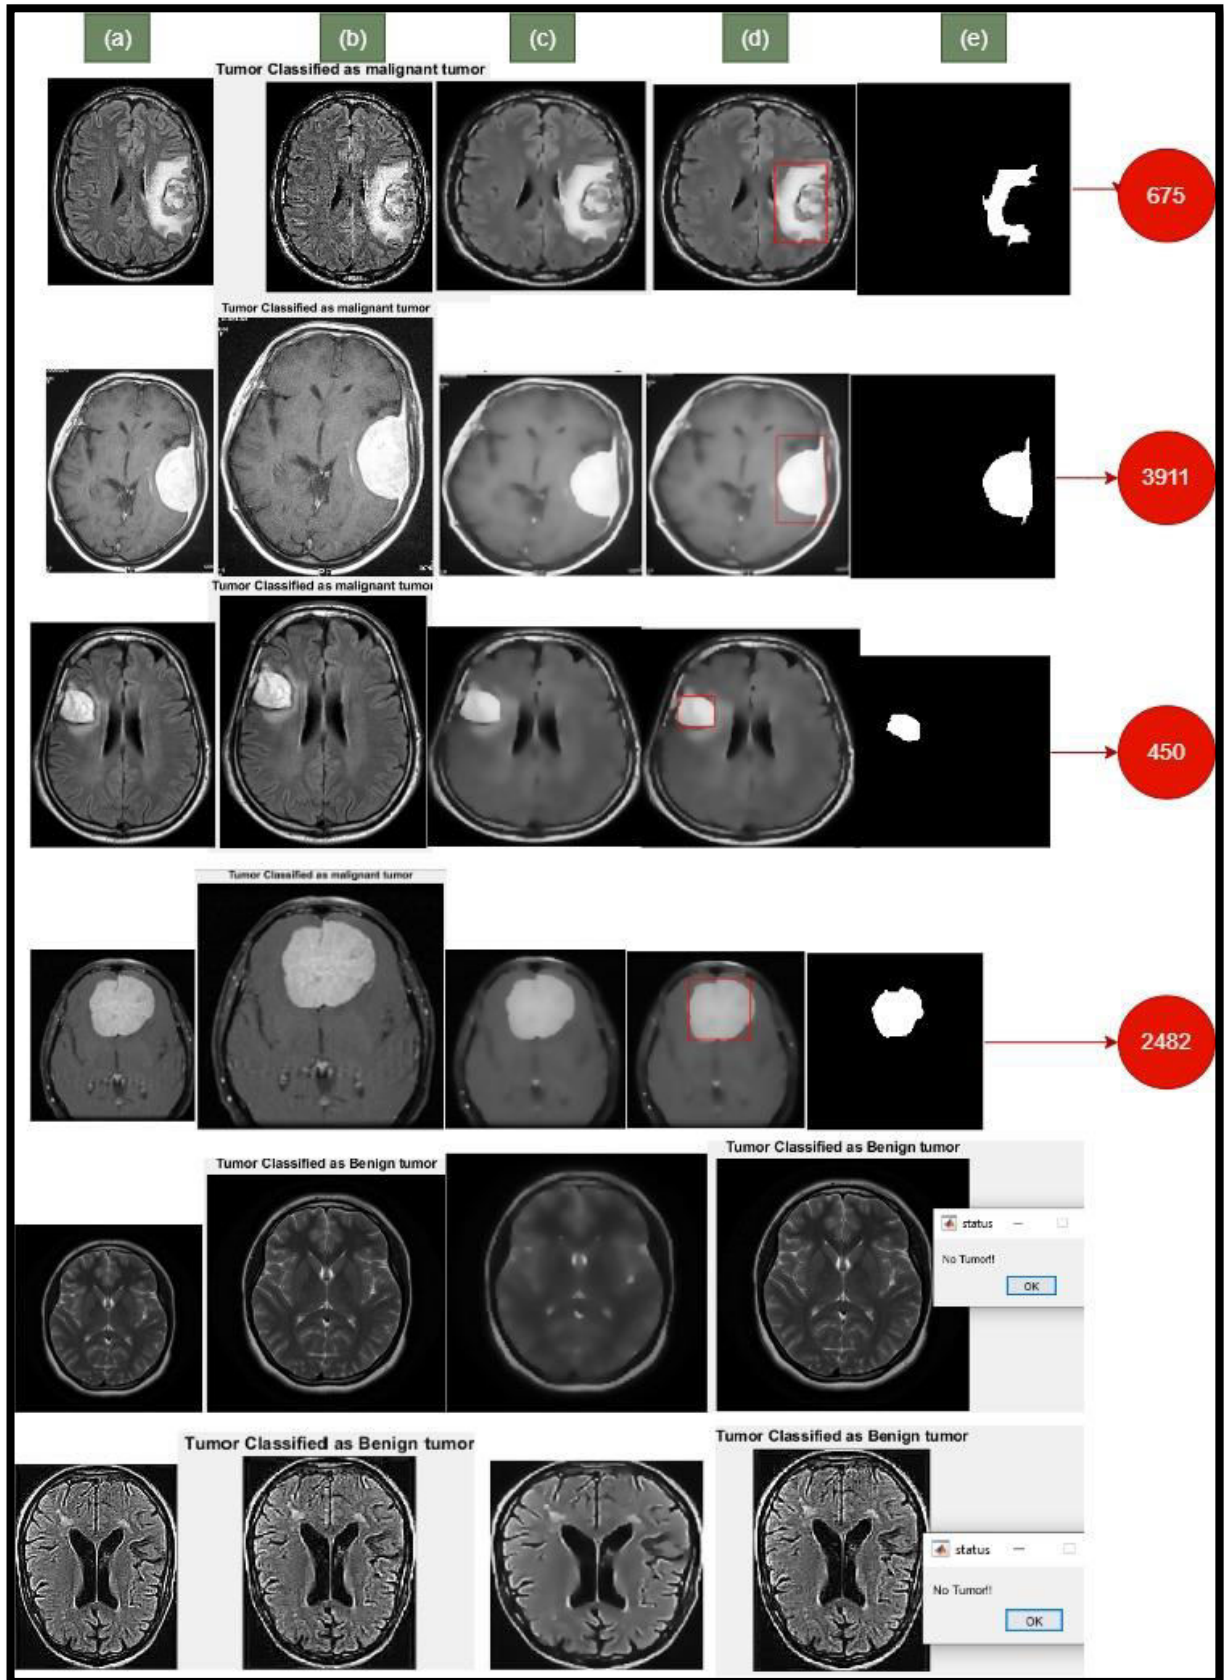 (a) (b) (c) (d) (e)
Tumor Classified as malignant tumor
675
Tumor Classified as malignant tumor
3911
Tumor Classified as malignant tumor
450
Tumor Classified as malignant tumor
2482
Tumor Classified as Benign tumor
Tumor Classified as Benign tumor
status
No Tumor!!
OK
Tumor Classified as Benign tumor
Tumor Classified as Benign tumor
status
No Tumor!!
OK